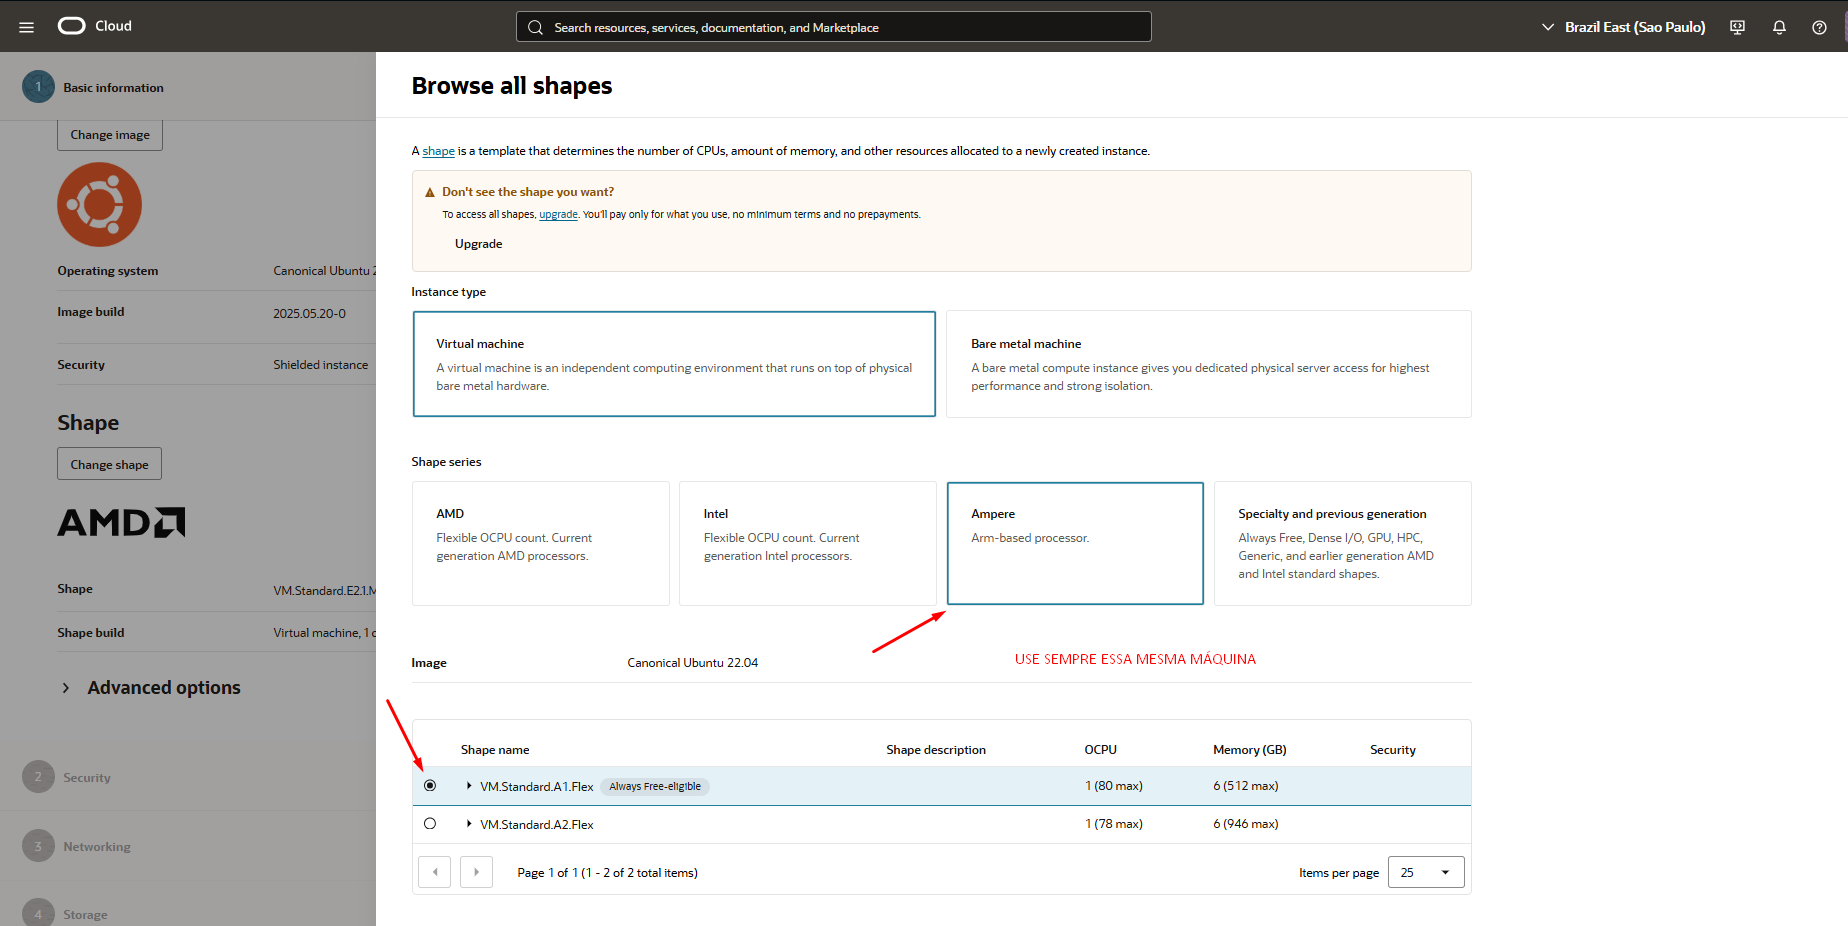 Cloud
Search resources, services, documentation, and Marketplace
Brazil East (Sao Paulo)
1 Basic information
Change image
Operating system Canonical Ubuntu 2
Image build 2025.05.20-0
Security Shielded instance
Shape
Change shape
AMD
Shape VM.Standard.E2.1.M
Shape build Virtual machine, 1 o
Advanced options
2 Security
3 Networking
4 Storage
Browse all shapes
A shape is a template that determines the number of CPUs, amount of memory, and other resources allocated to a newly created instance.
Don't see the shape you want?
To access all shapes, upgrade. You'll pay only for what you use, no minimum terms and no prepayments.
Upgrade
Instance type
Virtual machine
A virtual machine is an independent computing environment that runs on top of physical
bare metal hardware.
Bare metal machine
A bare metal compute instance gives you dedicated physical server access for highest
performance and strong isolation.
Shape series
AMD
Flexible OCPU count. Current
generation AMD processors.
Intel
Flexible OCPU count. Current
generation Intel processors.
Ampere
Arm-based processor.
Specialty and previous generation
Always Free, Dense I/O, GPU, HPC,
Generic, and earlier generation AMD
and Intel standard shapes.
Image Canonical Ubuntu 22.04
USE SEMPRE ESSA MESMA MÁQUINA
Shape name Shape description OCPU Memory (GB) Security
VM.Standard.A1.Flex Always Free-eligible 1 (80 max) 6 (512 max)
VM.Standard.A2.Flex 1 (78 max) 6 (946 max)
Page 1 of 1 (1 - 2 of 2 total items)
Items per page 25